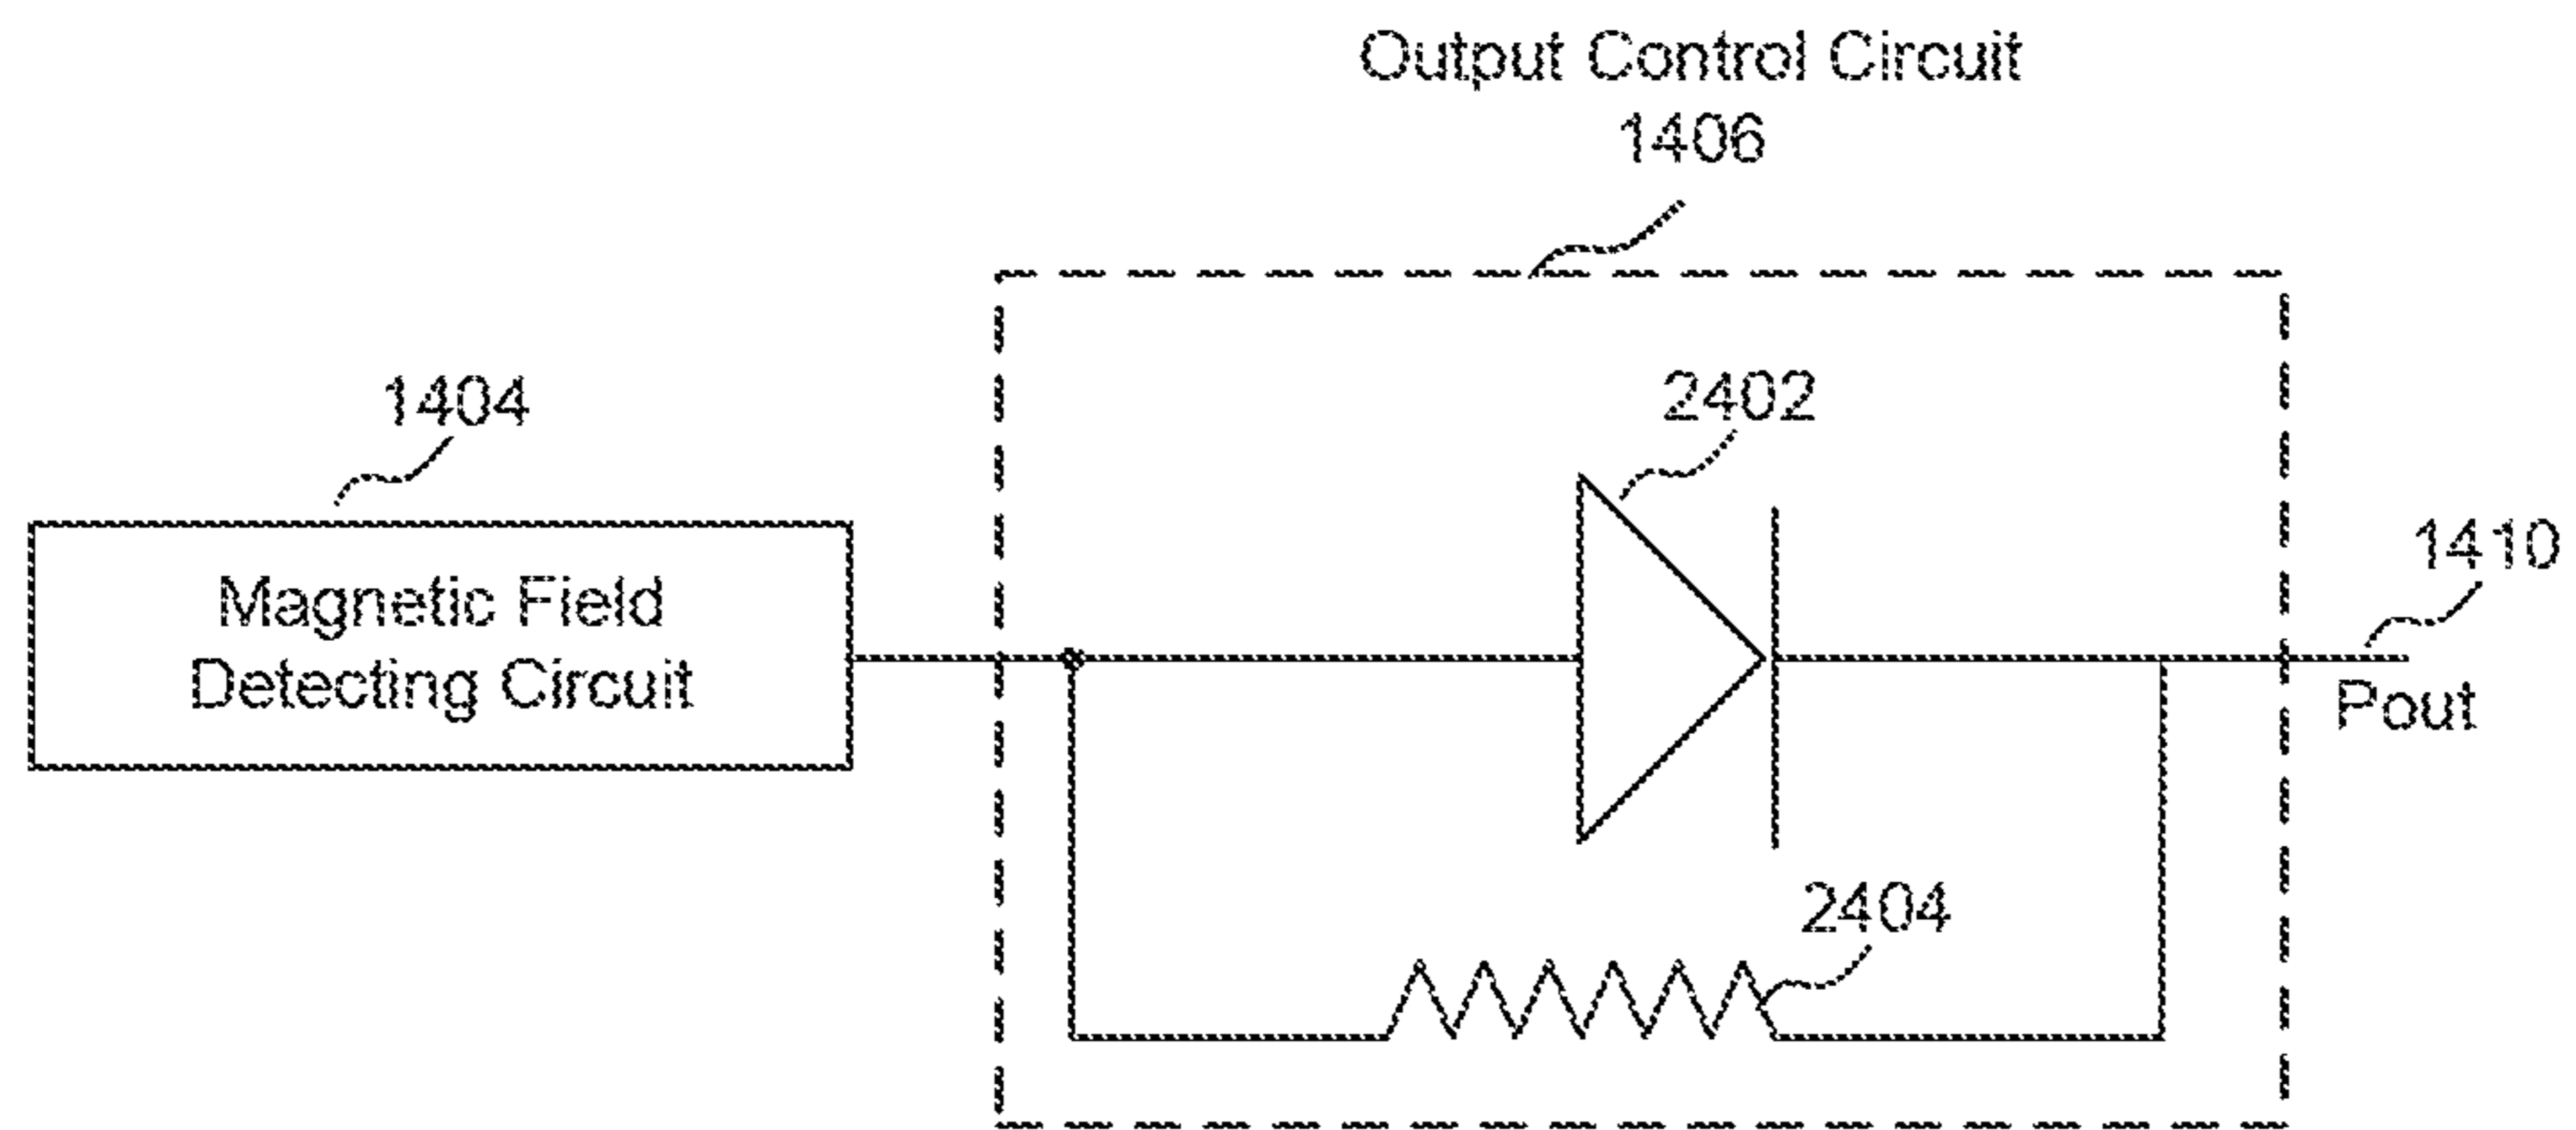 Output Control Circuit
1406
1404
2402
1410
Magnetic Field
Detecting Circuit
Pout
2404